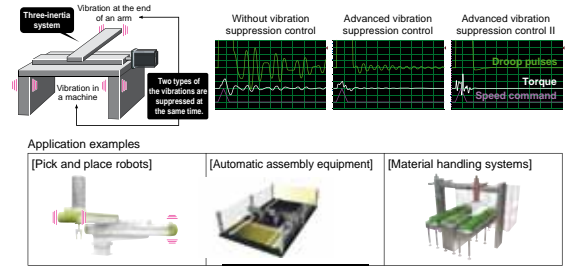 Three-inertia
system
Vibration at the end
of an arm
Vibration in
a machine
Two types of
the vibrations are
suppressed at
the same time.
Without vibration
suppression control
Advanced vibration
suppression control
Advanced vibration
suppression control II
Droop pulses
Torque
Speed command
Application examples
[Pick and place robots]
[Automatic assembly equipment]
[Material handling systems]